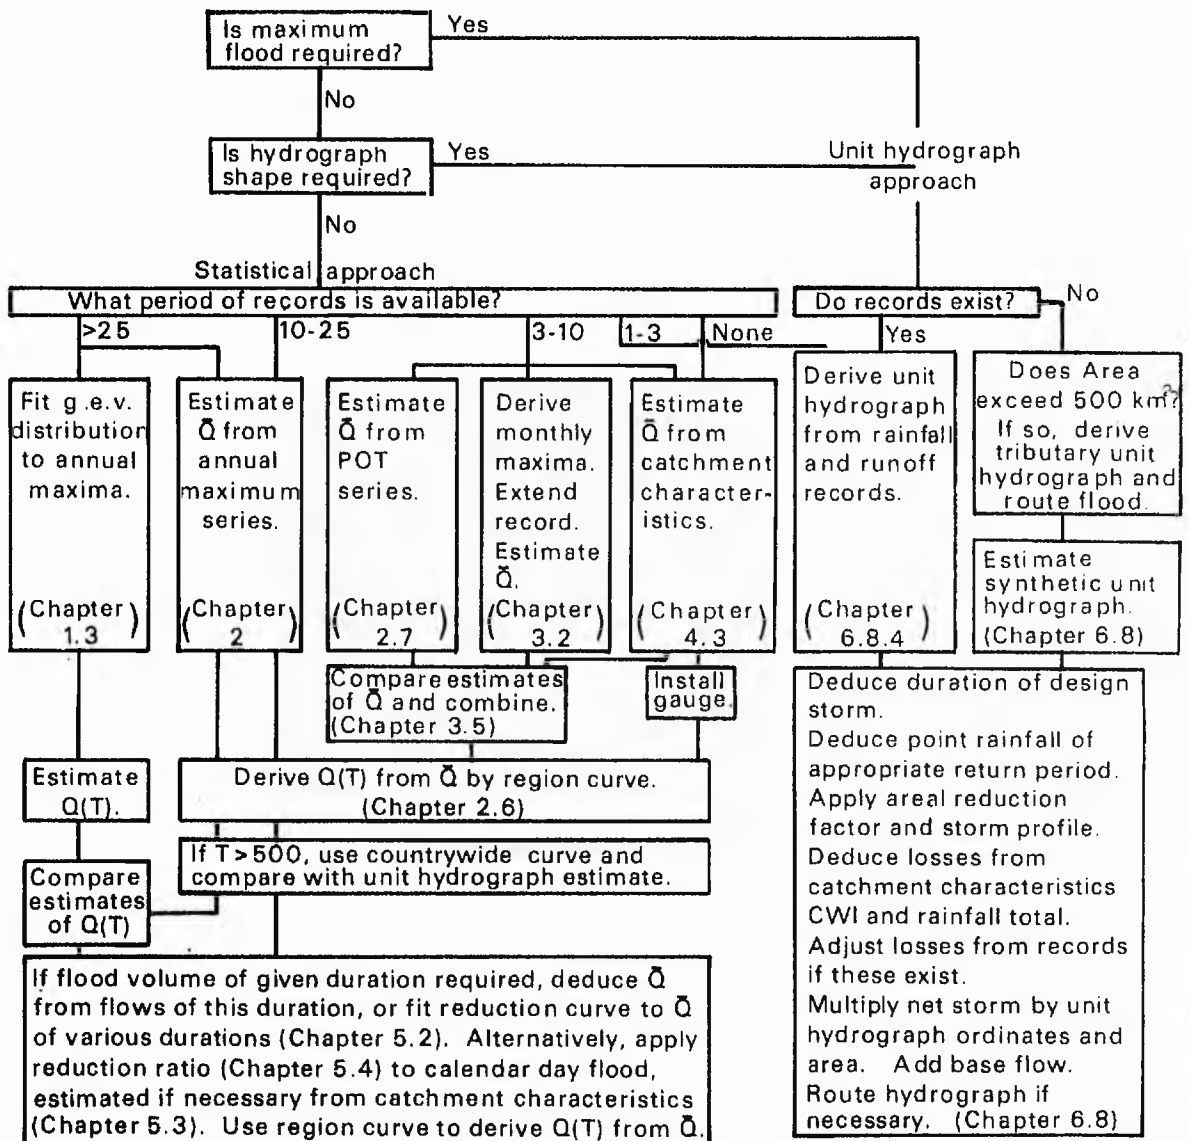 Is maximum
flood required?
Yes
No
Is hydrograph
shape required?
Yes
Unit hydrograph
approach
No
Statistical approach
What period of records is available?
Do records exist?
No
>25
10-25
3-10
1-3
None
Yes
Fit g.e.v.
distribution
to annual
maxima.
(Chapter
1.3)
Estimate
Q̄ from
annual
maximum
series.
(Chapter
2)
Estimate
Q̄ from
POT
series.
(Chapter
2.7)
Derive
monthly
maxima.
Extend
record.
Estimate
Q̄.
(Chapter
3.2)
Estimate
Q̄ from
catchment
character-
istics.
(Chapter
4.3)
Derive unit
hydrograph
from rainfall
and runoff
records.
(Chapter
6.8.4)
Does Area
exceed 500 km²?
If so, derive
tributary unit
hydrograph and
route flood.
Estimate
synthetic unit
hydrograph.
(Chapter 6.8)
Compare estimates
of Q̄ and combine.
(Chapter 3.5)
Install
gauge.
Estimate
Q(T).
Derive Q(T) from Q̄ by region curve.
(Chapter 2.6)
If T>500, use countrywide curve and
compare with unit hydrograph estimate.
Compare
estimates
of Q(T)
If flood volume of given duration required, deduce Q̄
from flows of this duration, or fit reduction curve to Q̄
of various durations (Chapter 5.2). Alternatively, apply
reduction ratio (Chapter 5.4) to calendar day flood,
estimated if necessary from catchment characteristics
(Chapter 5.3). Use region curve to derive Q(T) from Q̄.
Deduce duration of design
storm.
Deduce point rainfall of
appropriate return period.
Apply areal reduction
factor and storm profile.
Deduce losses from
catchment characteristics
CWI and rainfall total.
Adjust losses from records
if these exist.
Multiply net storm by unit
hydrograph ordinates and
area. Add base flow.
Route hydrograph if
necessary. (Chapter 6.8)